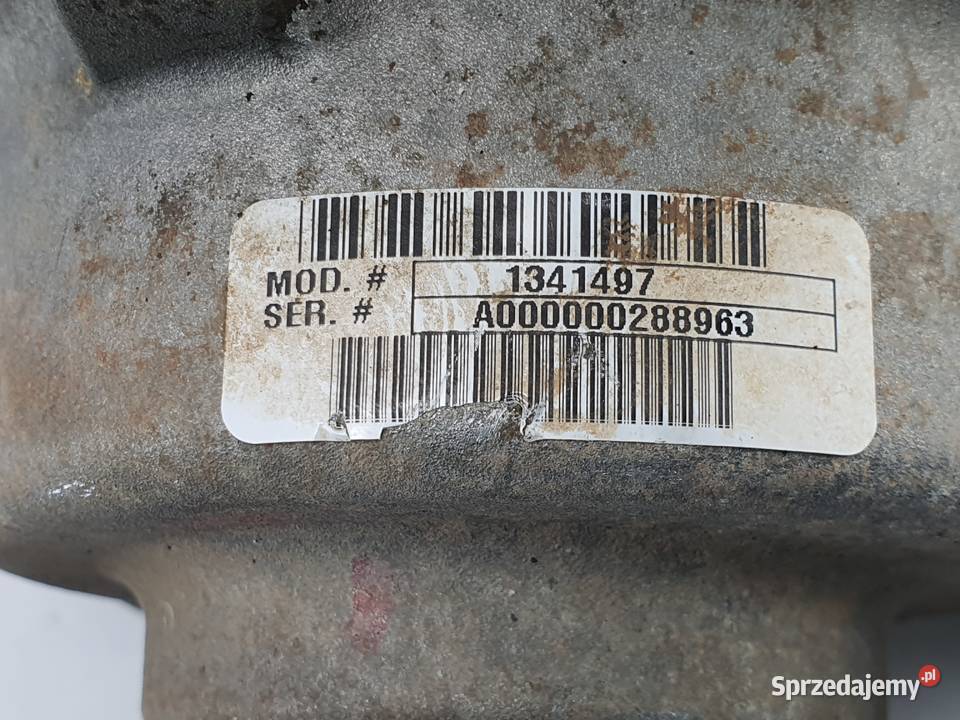 MOD. # 1341497
SER. # A000000288963
Sprzedajemy.pl